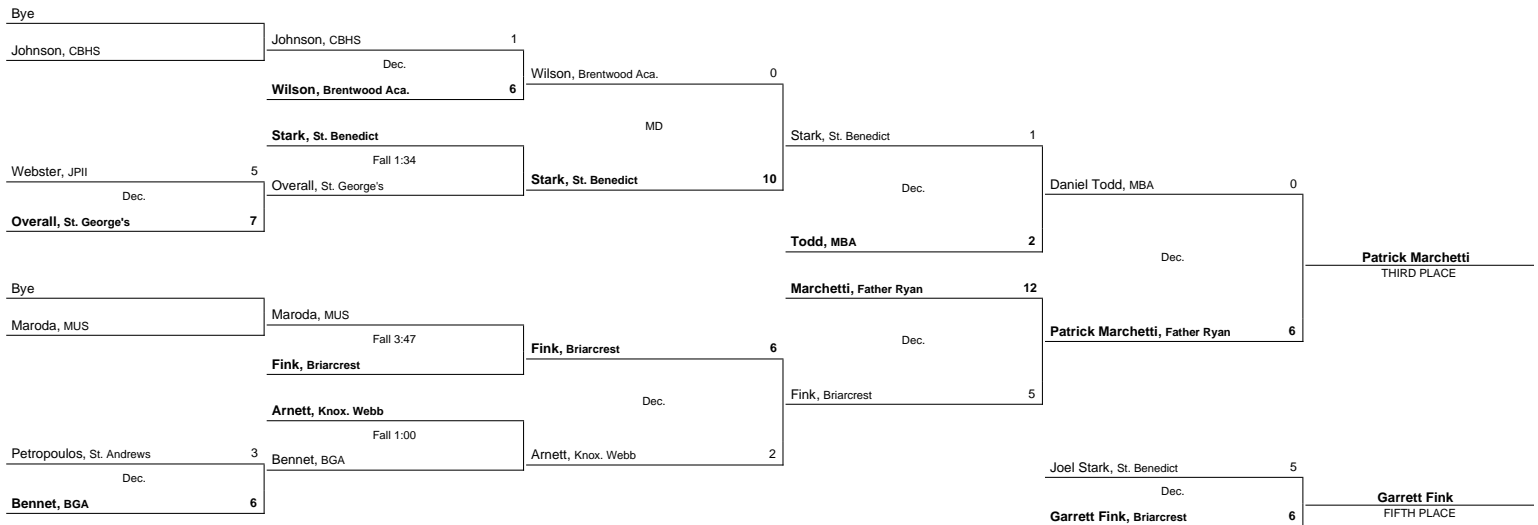 Bye
Johnson, CBHS
Webster, JPII 5
Dec.
Overall, St. George's 7
Bye
Maroda, MUS
Petropoulos, St. Andrews 3
Dec.
Bennet, BGA 6
Johnson, CBHS 1
Dec.
Wilson, Brentwood Aca. 6
Stark, St. Benedict
Fall 1:34
Overall, St. George's
Maroda, MUS
Fall 3:47
Fink, Briarcrest
Arnett, Knox. Webb
Fall 1:00
Bennet, BGA
Wilson, Brentwood Aca. 0
MD
Stark, St. Benedict 10
Fink, Briarcrest 6
Dec.
Arnett, Knox. Webb 2
Stark, St. Benedict 1
Dec.
Todd, MBA 2
Marchetti, Father Ryan 12
Dec.
Fink, Briarcrest 5
Daniel Todd, MBA 0
Dec.
Patrick Marchetti, Father Ryan 6
Joel Stark, St. Benedict 5
Dec.
Garrett Fink, Briarcrest 6
Patrick Marchetti
THIRD PLACE
Garrett Fink
FIFTH PLACE